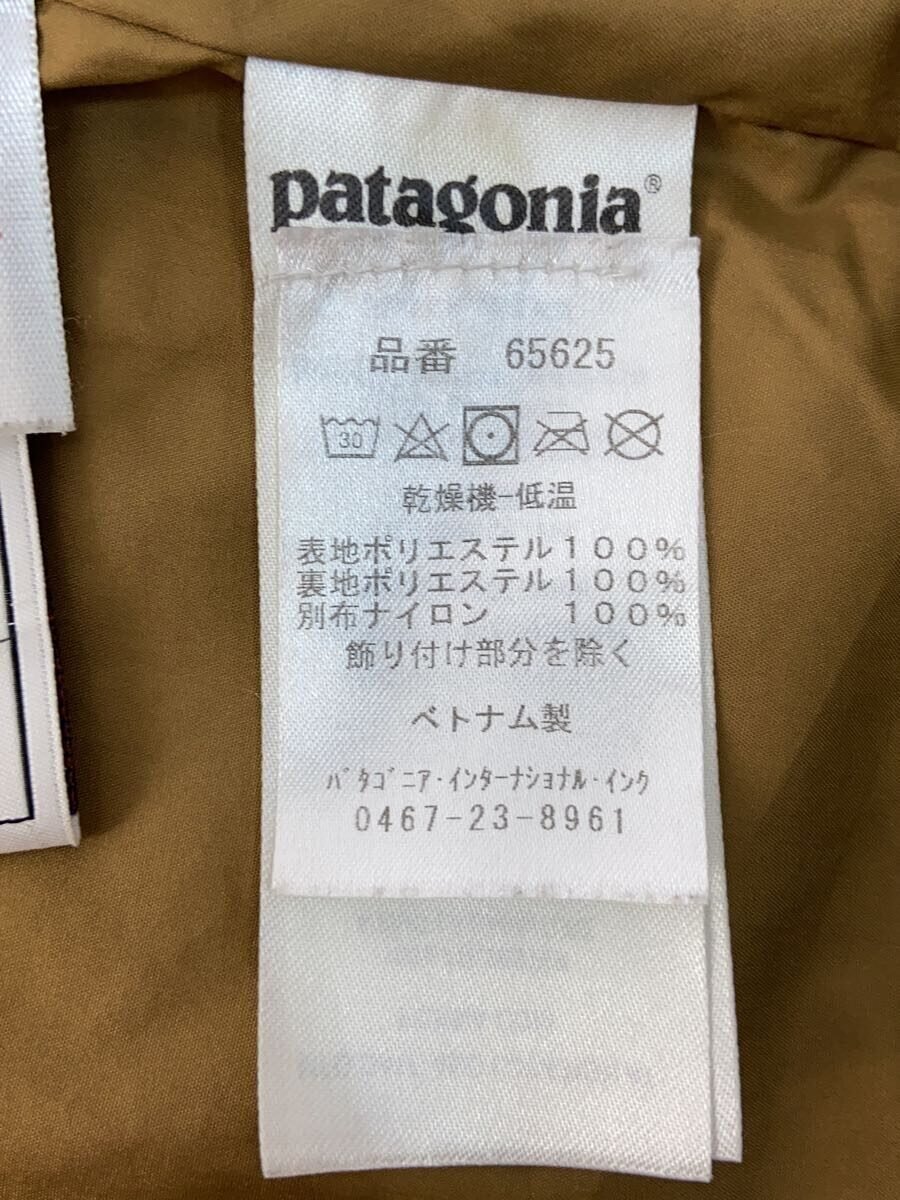 patagonia®
品番 65625
30
乾燥機-低温
表地ポリエステル100%
裏地ポリエステル100%
別布ナイロン 100%
飾り付け部分を除く
ベトナム製
ﾊﾟﾀｺﾞﾆｱ･ｲﾝﾀｰﾅｼｮﾅﾙ･ｲﾝｸ
0467-23-8961